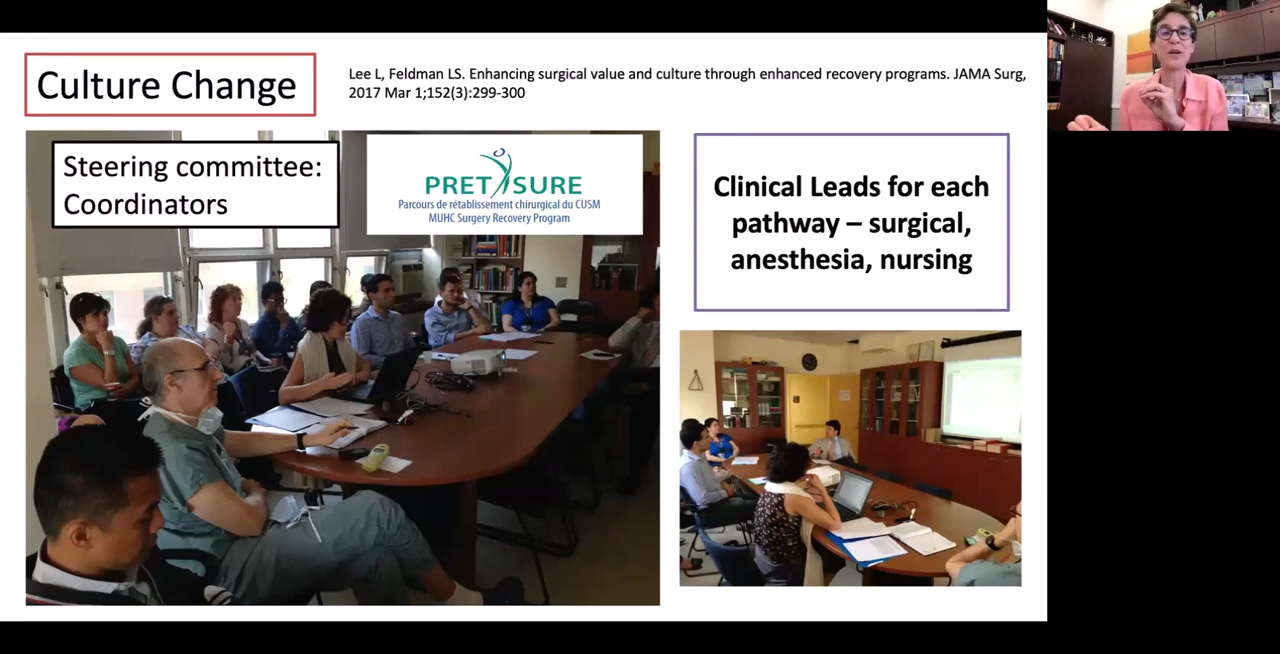 Culture Change
Lee L, Feldman LS. Enhancing surgical value and culture through enhanced recovery programs. JAMA Surg,
2017 Mar 1;152(3):299-300
Steering committee:
Coordinators
PRET SURE
Parcours de rétablissement chirurgical du CUSM
MUHC Surgery Recovery Program
Clinical Leads for each
pathway – surgical,
anesthesia, nursing